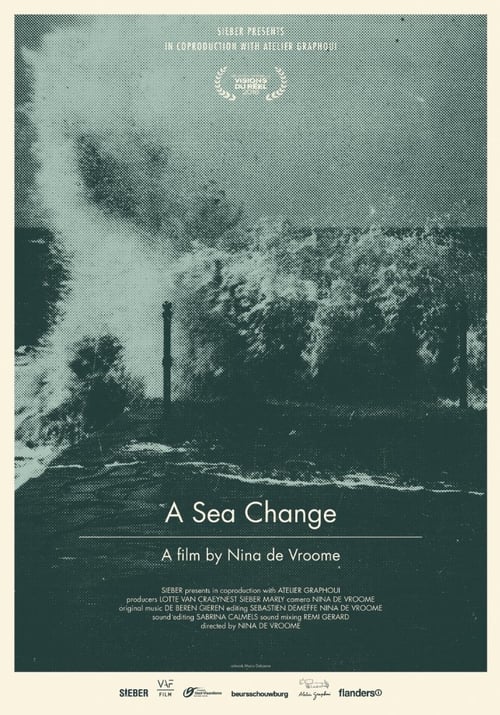 SIEBER PRESENTS
IN COPRODUCTION WITH ATELIER GRAPHOUI
VISIONS
DU RÉEL
2016
A Sea Change
A film by Nina de Vroome
SIEBER presents in coproduction with ATELIER GRAPHOUI
producers LOTTE VAN CRAEYNEST SIEBER MARLY camera NINA DE VROOME
original music DE BEREN GIEREN editing SEBASTIEN DEMEFFE NINA DE VROOME
sound editing SABRINA CALMELS sound mixing REMI GERARD
directed by NINA DE VROOME
SIEBER
VAF
FILM
beursschouwburg
Atelier Graphoui
flanders